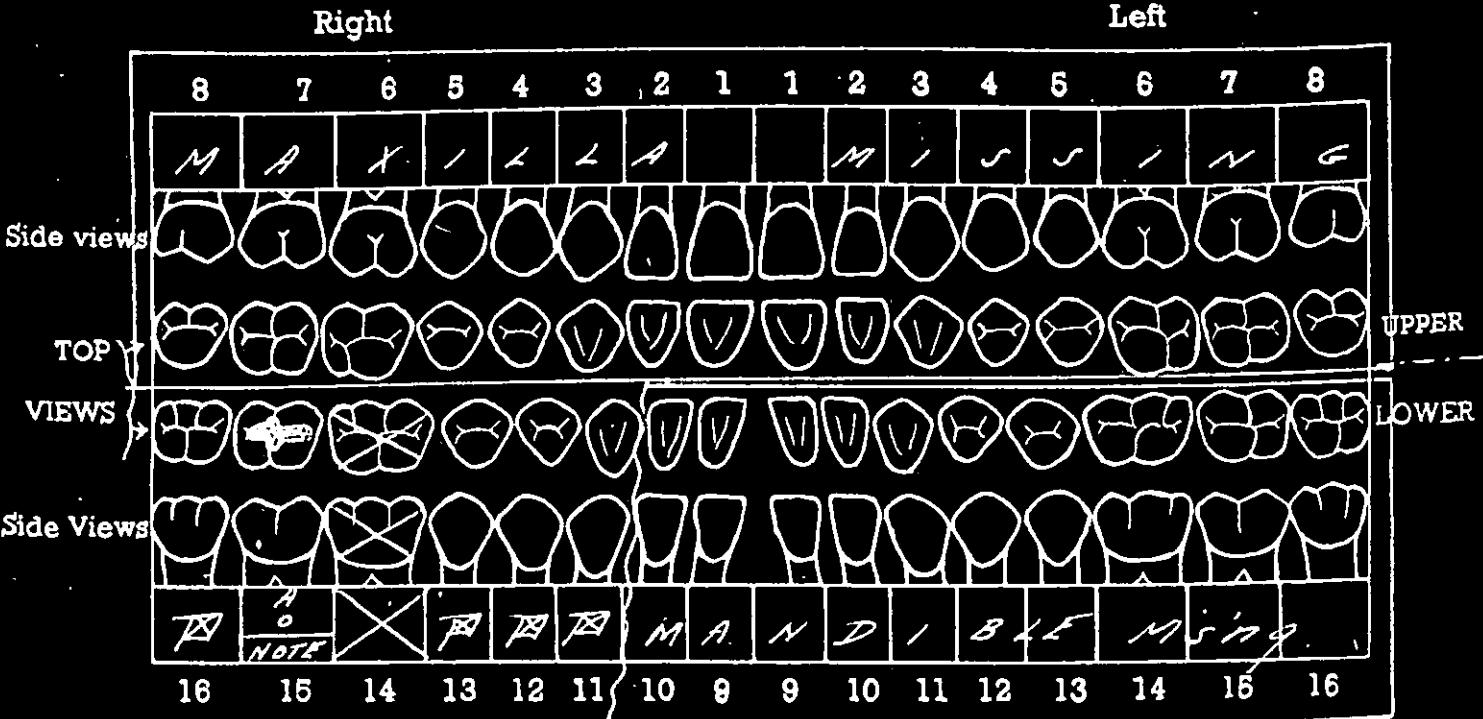 Right Left
8 7 6 5 4 3 2 1 1 2 3 4 5 6 7 8
M A X I L L A M I S S I N G
Side views
TOP
UPPER
VIEWS
LOWER
Side Views
A
O
M A N D I B L E M is'n g
NOTE
16 15 14 13 12 11 10 9 9 10 11 12 13 14 15 16